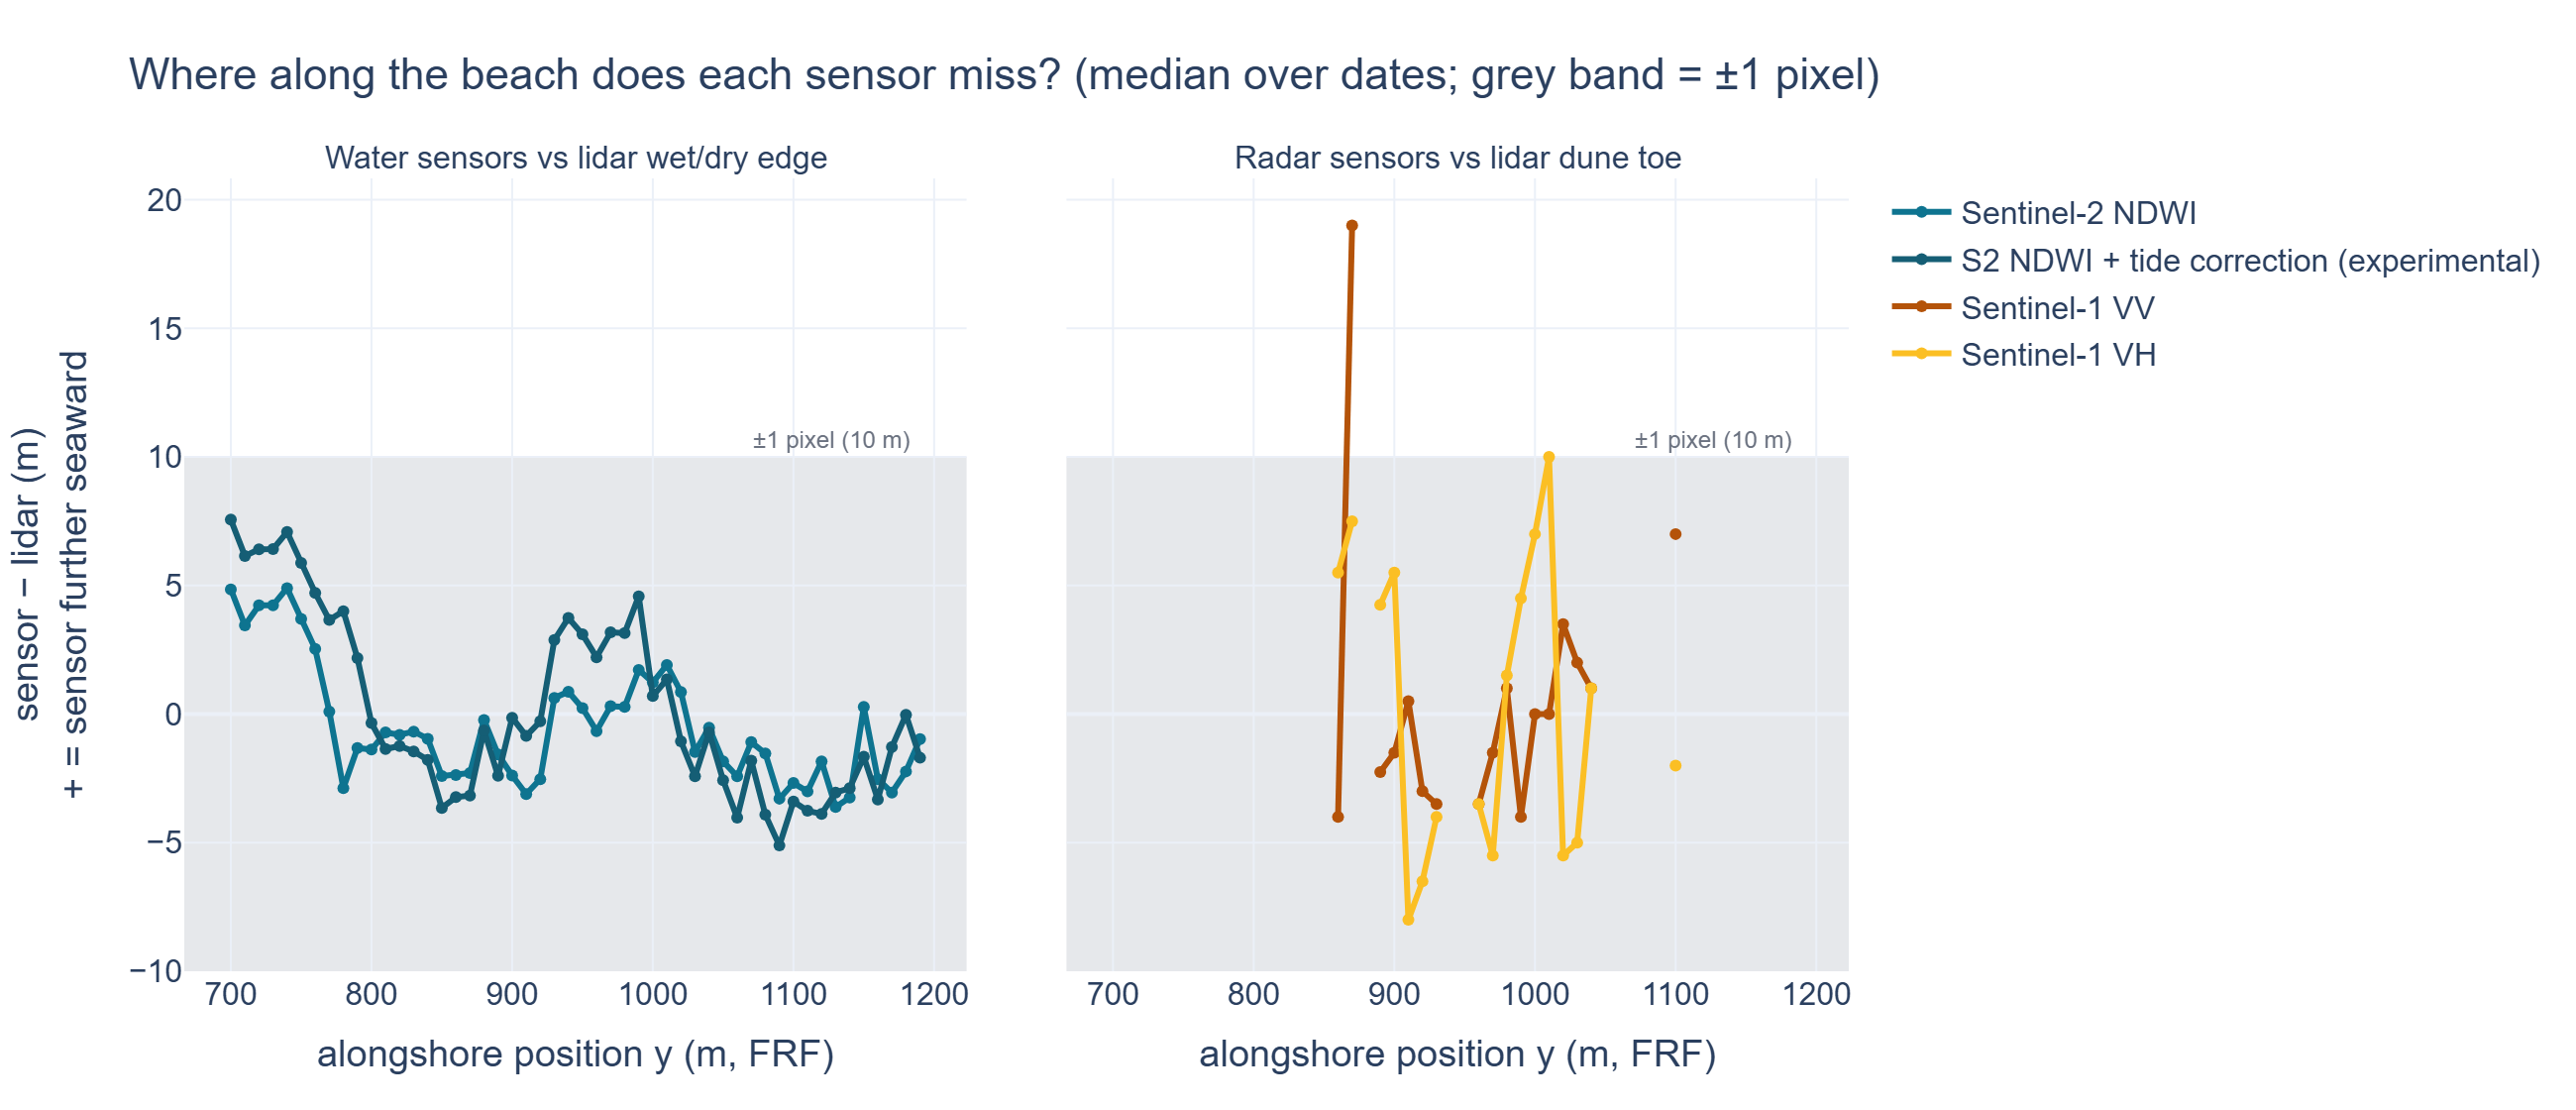 Where along the beach does each sensor miss? (median over dates; grey band = ±1 pixel)
Water sensors vs lidar wet/dry edge
Radar sensors vs lidar dune toe
sensor − lidar (m)
+ = sensor further seaward
20
15
10
5
0
−5
−10
±1 pixel (10 m)
±1 pixel (10 m)
700 800 900 1000 1100 1200
700 800 900 1000 1100 1200
alongshore position y (m, FRF)
alongshore position y (m, FRF)
Sentinel-2 NDWI
S2 NDWI + tide correction (experimental)
Sentinel-1 VV
Sentinel-1 VH